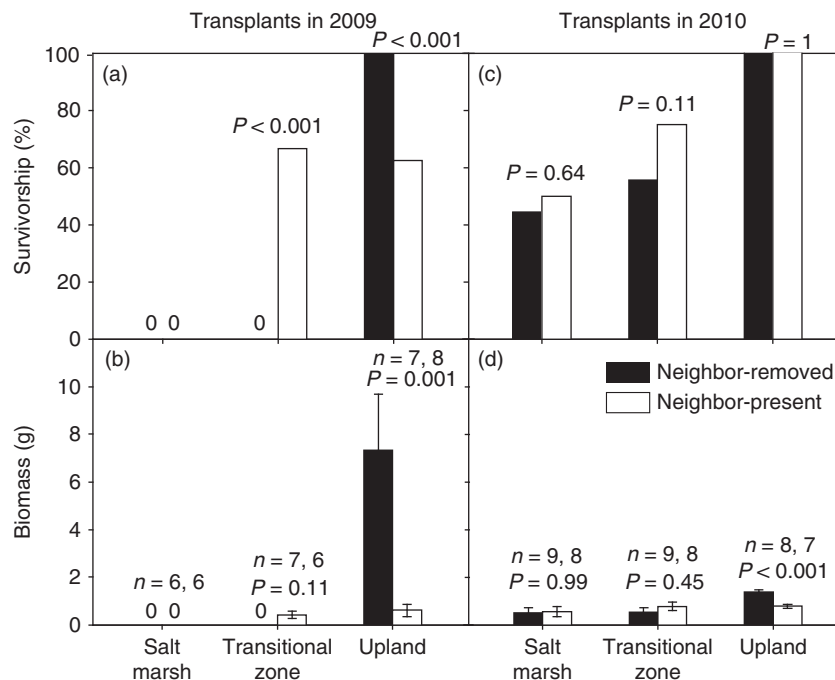 Transplants in 2009
Transplants in 2010
Survivorship (%)
100
80
60
40
20
0
(a)
P < 0.001
P < 0.001
0 0
0
(c)
P = 0.64
P = 0.11
P = 1
Biomass (g)
10
8
6
4
2
0
(b)
n = 6, 6
0 0
n = 7, 6
P = 0.11
0
n = 7, 8
P = 0.001
(d)
Neighbor-removed
Neighbor-present
n = 9, 8
P = 0.99
n = 9, 8
P = 0.45
n = 8, 7
P < 0.001
Salt
marsh
Transitional
zone
Upland
Salt
marsh
Transitional
zone
Upland